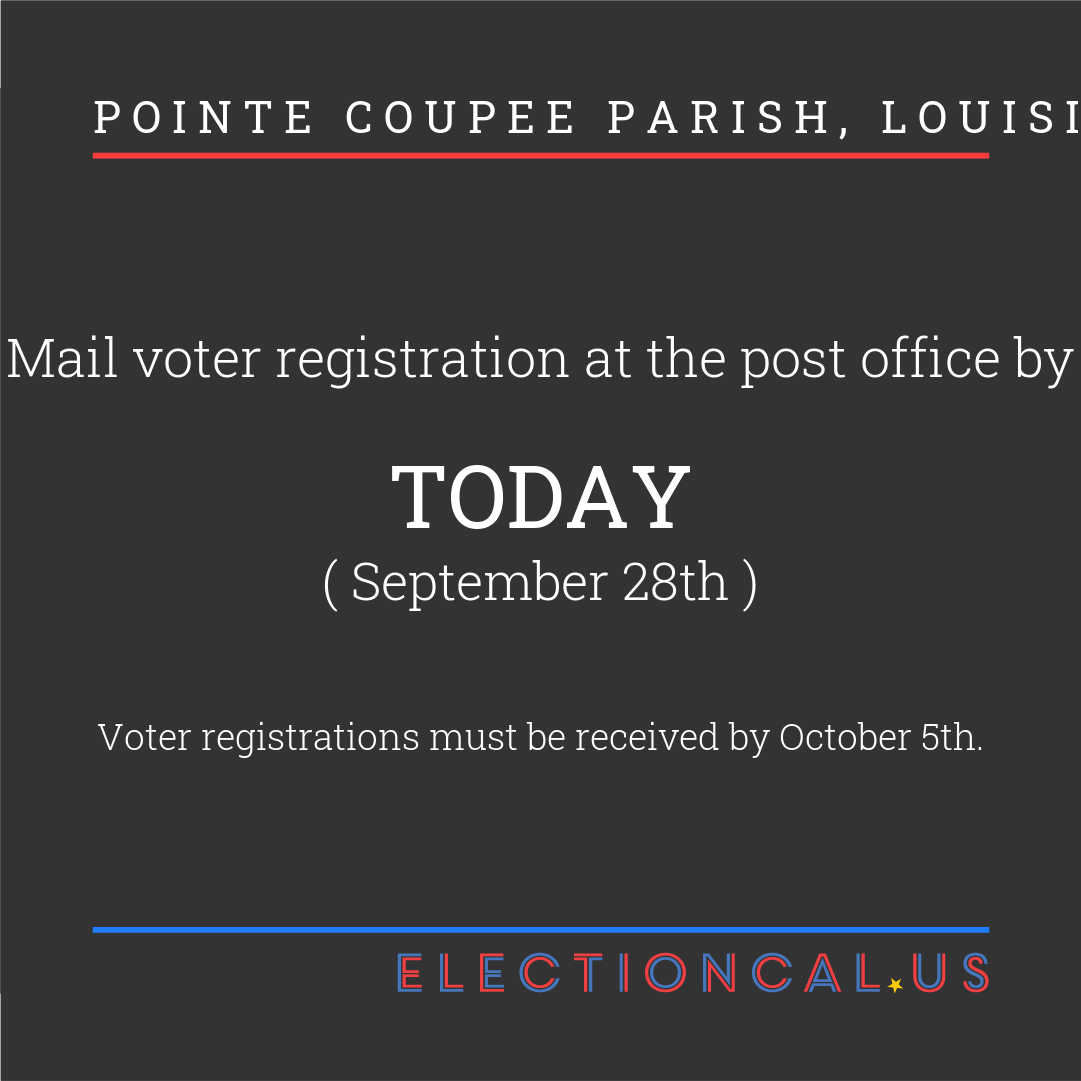 POINTE COUPEE PARISH, LOUISI
Mail voter registration at the post office by
TODAY
( September 28th )
Voter registrations must be received by October 5th.
ELECTIONCAL.US